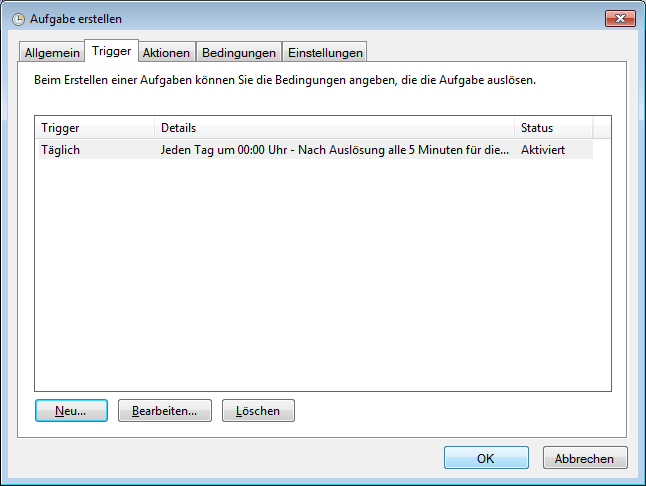 Aufgabe erstellen
Allgemein Trigger Aktionen Bedingungen Einstellungen
Beim Erstellen einer Aufgaben können Sie die Bedingungen angeben, die die Aufgabe auslösen.
Trigger Details Status
Täglich Jeden Tag um 00:00 Uhr - Nach Auslösung alle 5 Minuten für die... Aktiviert
Neu... Bearbeiten... Löschen
OK Abbrechen